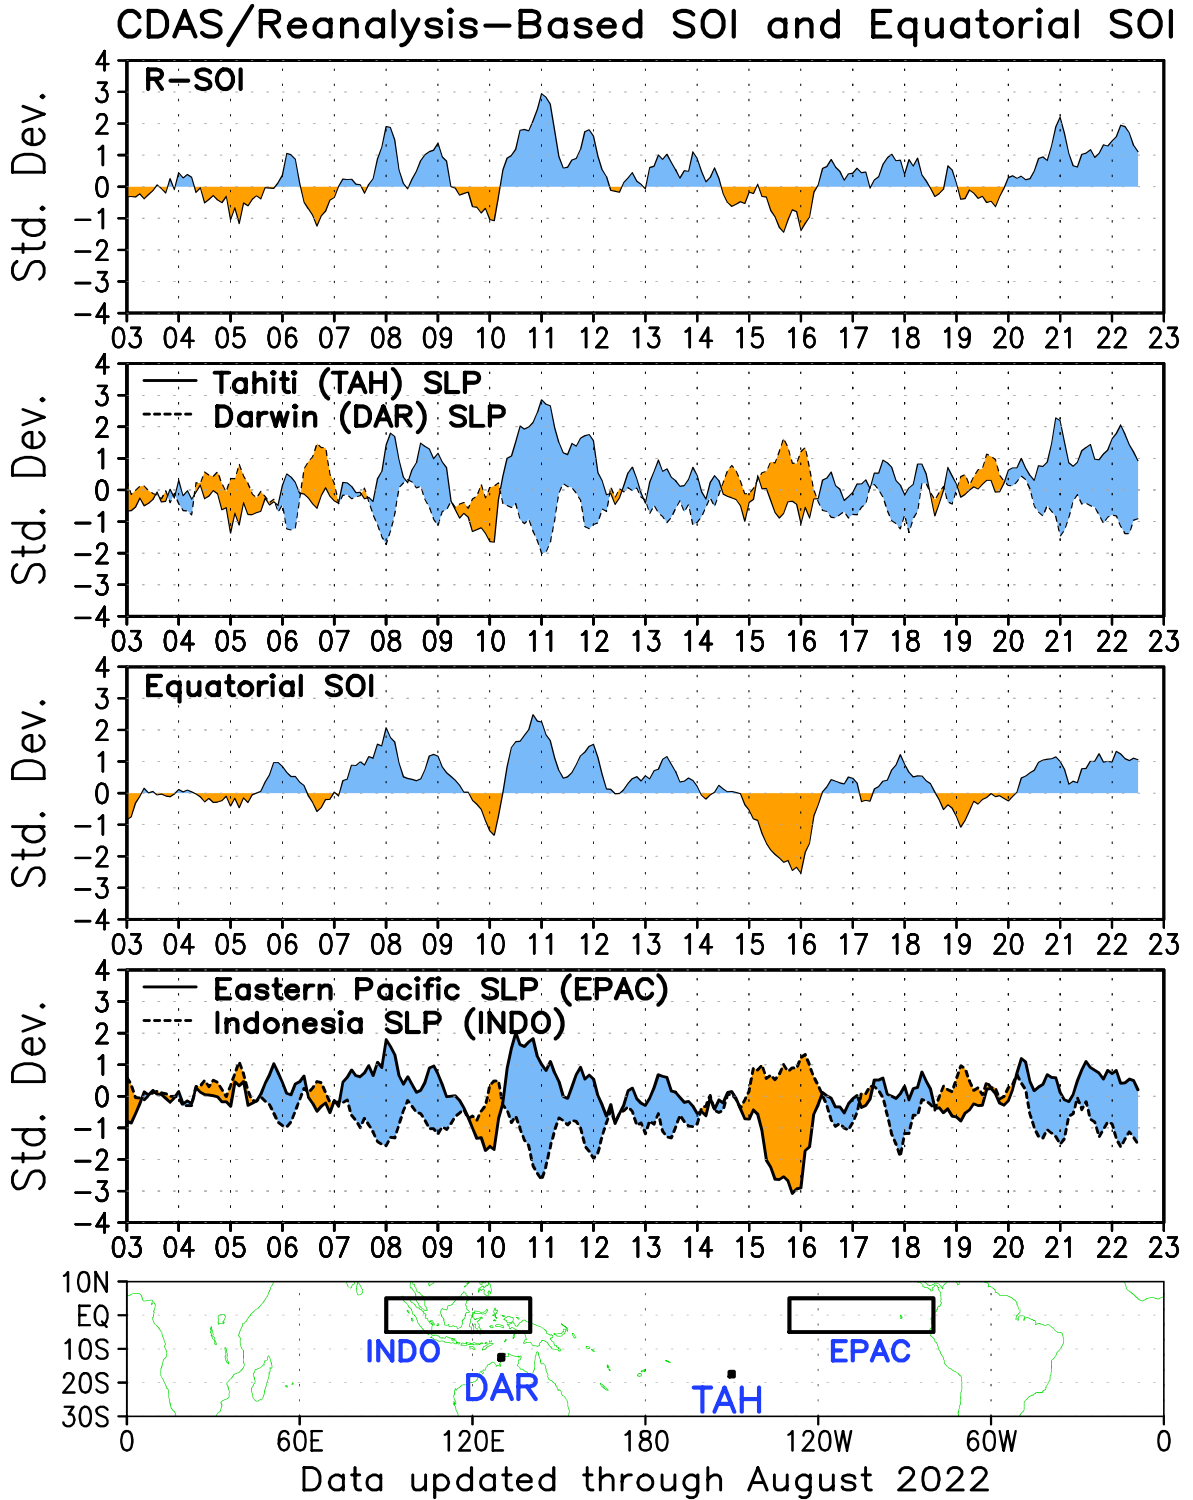 CDAS/Reanalysis-Based SOI and Equatorial SOI
Std. Dev.
R-SOI
4
3
2
1
0
-1
-2
-3
-4
03 04 05 06 07 08 09 10 11 12 13 14 15 16 17 18 19 20 21 22 23
Std. Dev.
Tahiti (TAH) SLP
Darwin (DAR) SLP
4
3
2
1
0
-1
-2
-3
-4
03 04 05 06 07 08 09 10 11 12 13 14 15 16 17 18 19 20 21 22 23
Std. Dev.
Equatorial SOI
4
3
2
1
0
-1
-2
-3
-4
03 04 05 06 07 08 09 10 11 12 13 14 15 16 17 18 19 20 21 22 23
Std. Dev.
Eastern Pacific SLP (EPAC)
Indonesia SLP (INDO)
4
3
2
1
0
-1
-2
-3
-4
03 04 05 06 07 08 09 10 11 12 13 14 15 16 17 18 19 20 21 22 23
10N
EQ
10S
20S
30S
INDO
EPAC
DAR
TAH
0 60E 120E 180 120W 60W 0
Data updated through August 2022